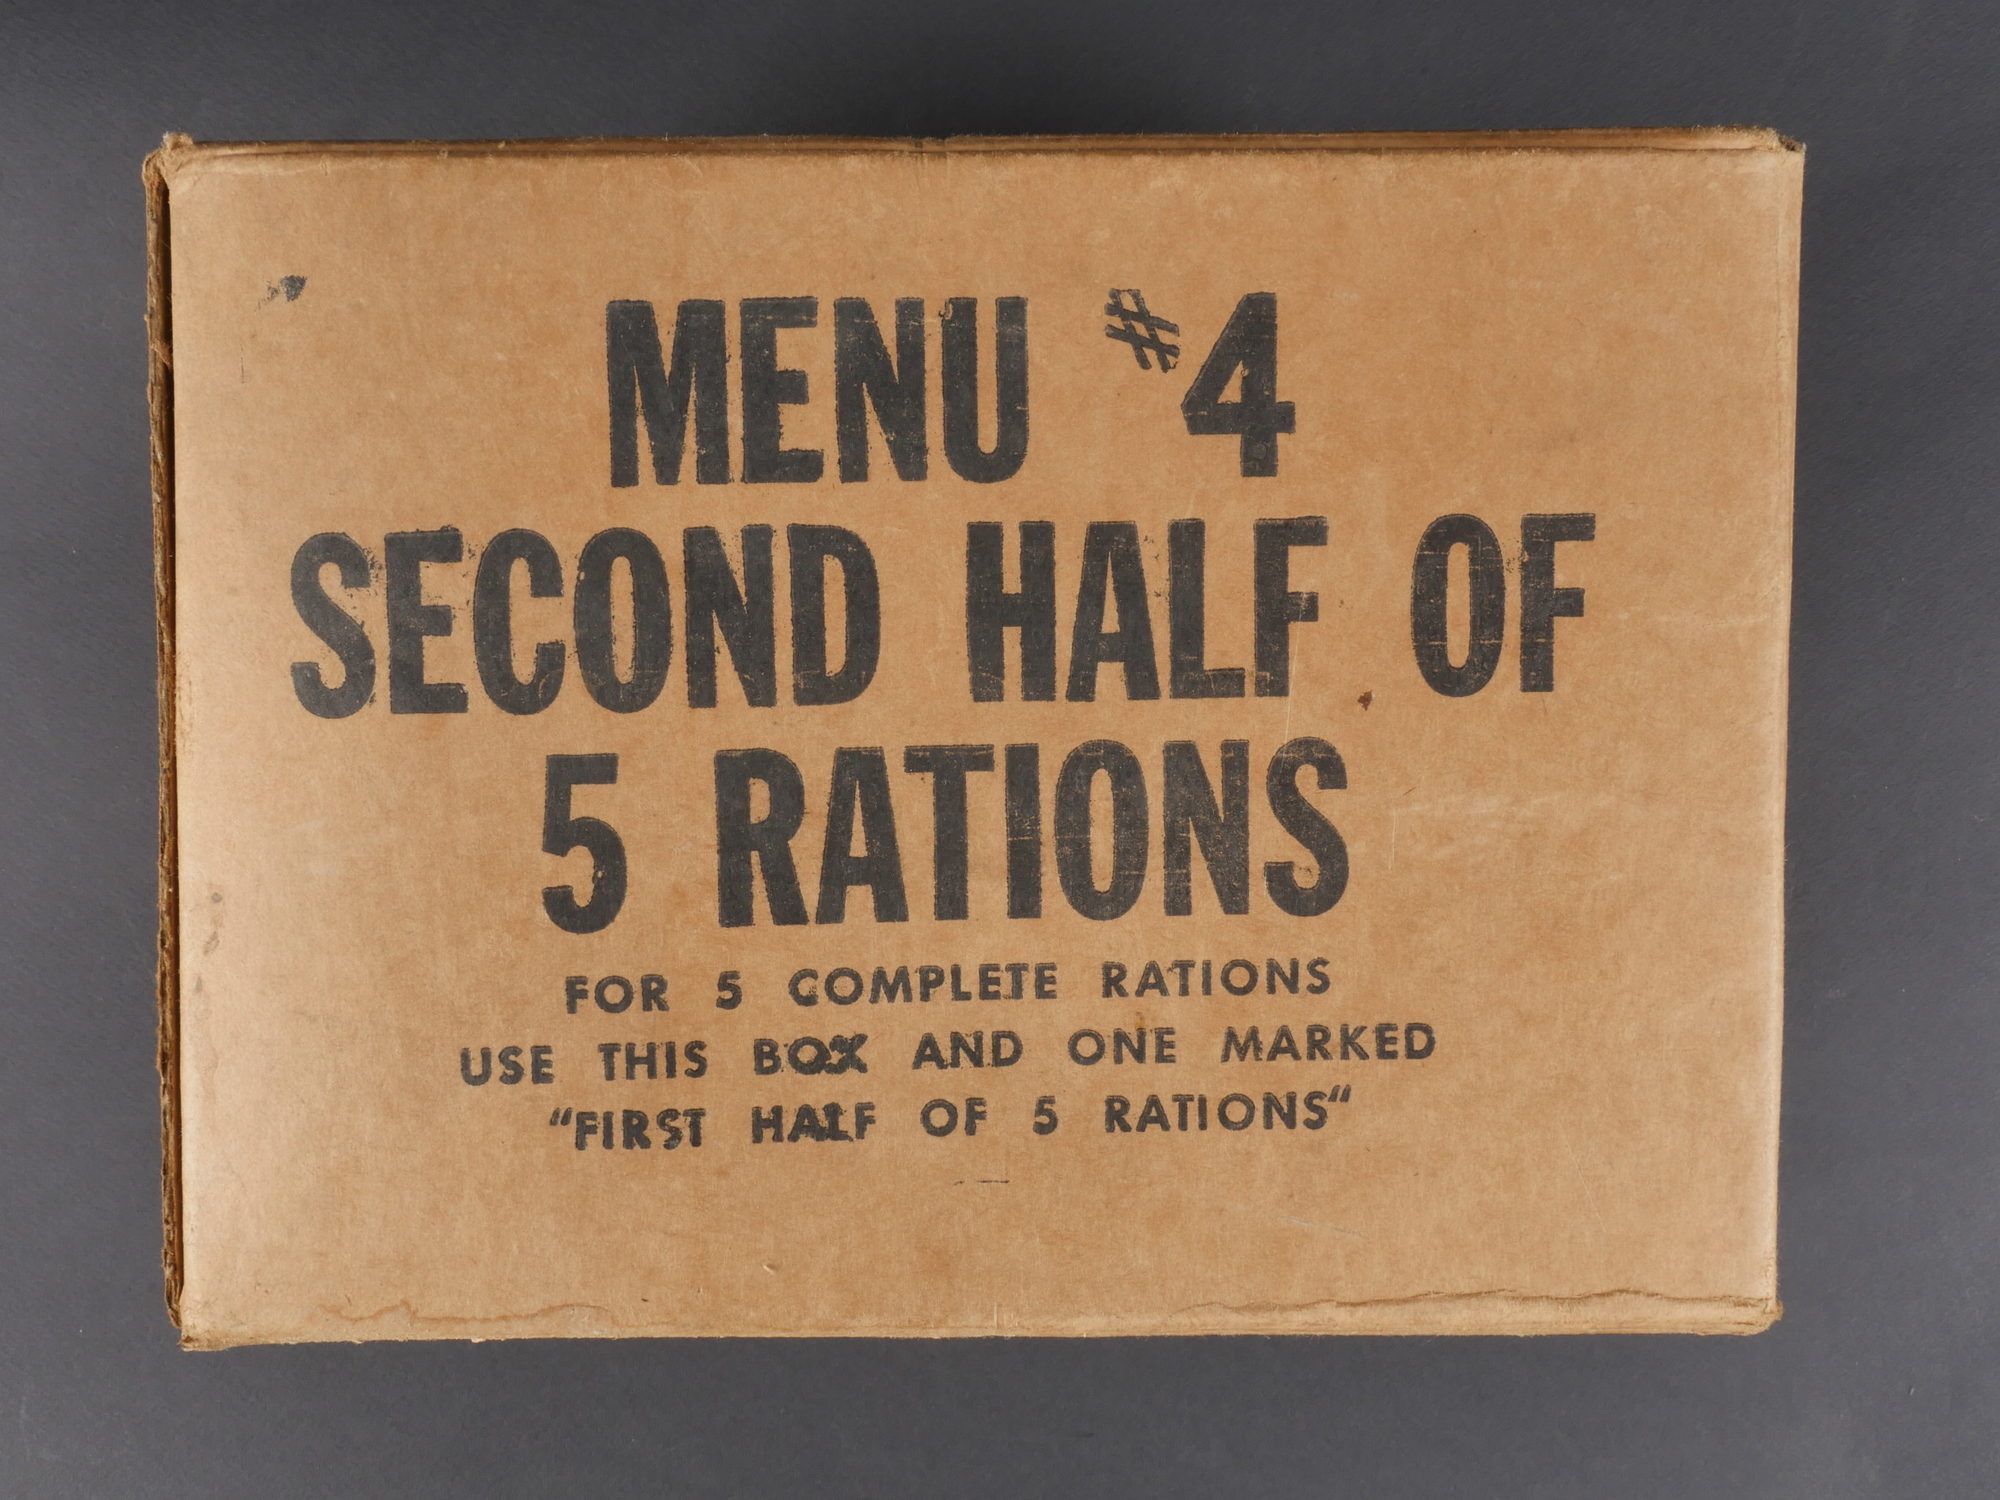 MENU #4
SECOND HALF OF
5 RATIONS
FOR 5 COMPLETE RATIONS
USE THIS BOX AND ONE MARKED
"FIRST HALF OF 5 RATIONS"